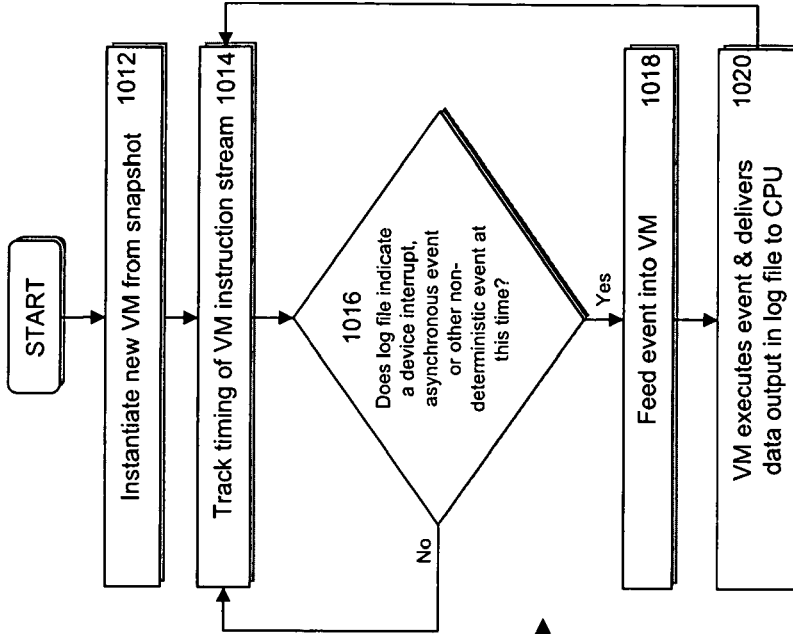 START
Instantiate new VM from snapshot 1012
Track timing of VM instruction stream 1014
1016
Does log file indicate
a device interrupt,
asynchronous event
or other non-
deterministic event at
this time?
No
Yes
Feed event into VM 1018
VM executes event & delivers 1020
data output in log file to CPU